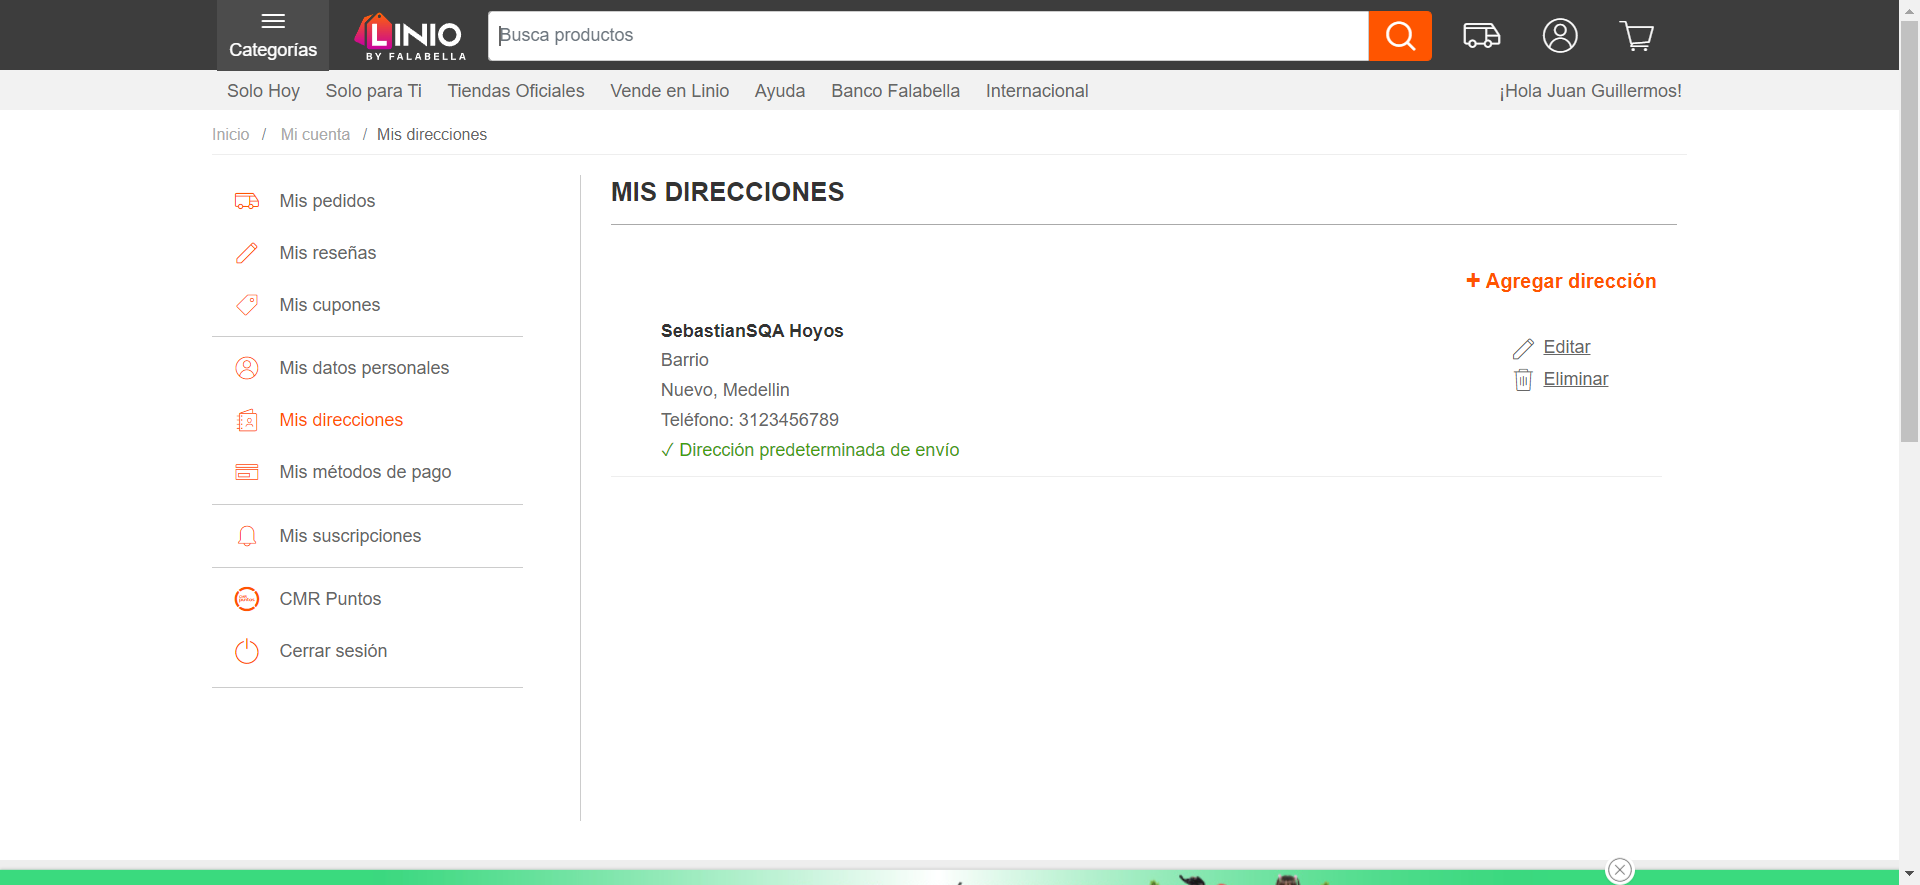 Categorías
LINIO
BY FALABELLA
Busca productos
Solo Hoy Solo para Ti Tiendas Oficiales Vende en Linio Ayuda Banco Falabella Internacional ¡Hola Juan Guillermos!
Inicio / Mi cuenta / Mis direcciones
Mis pedidos
Mis reseñas
Mis cupones
Mis datos personales
Mis direcciones
Mis métodos de pago
Mis suscripciones
CMR Puntos
Cerrar sesión
MIS DIRECCIONES
+ Agregar dirección
SebastianSQA Hoyos
Barrio
Nuevo, Medellin
Teléfono: 3123456789
✓ Dirección predeterminada de envío
Editar
Eliminar